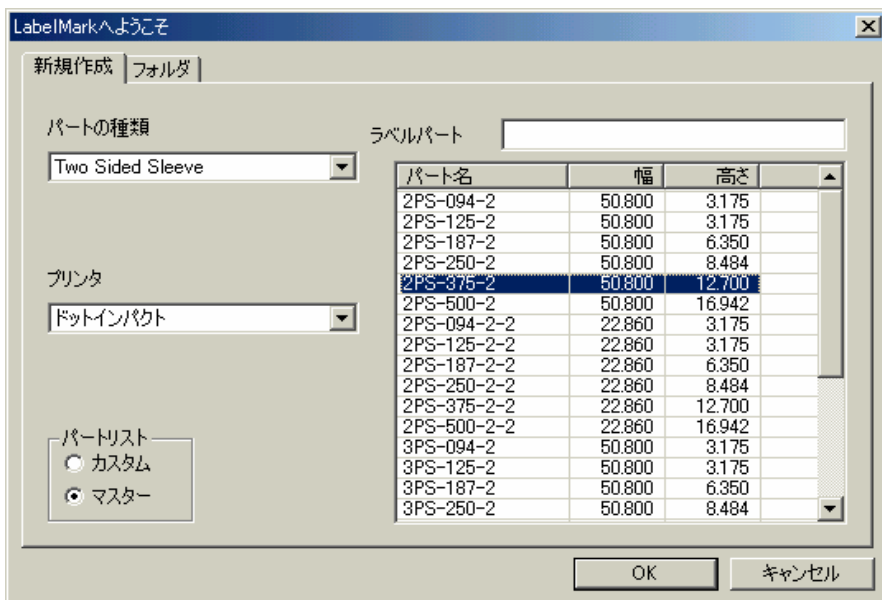 LabelMarkへようこそ
新規作成 フォルダ
パートの種類
Two Sided Sleeve
プリンタ
ドットインパクト
パートリスト
カスタム
マスター
ラベルパート
パート名 幅 高さ
2PS-094-2 50.800 3.175
2PS-125-2 50.800 3.175
2PS-187-2 50.800 6.350
2PS-250-2 50.800 8.484
2PS-375-2 50.800 12.700
2PS-500-2 50.800 16.942
2PS-094-2-2 22.860 3.175
2PS-125-2-2 22.860 3.175
2PS-187-2-2 22.860 6.350
2PS-250-2-2 22.860 8.484
2PS-375-2-2 22.860 12.700
2PS-500-2-2 22.860 16.942
3PS-094-2 50.800 3.175
3PS-125-2 50.800 3.175
3PS-187-2 50.800 6.350
3PS-250-2 50.800 8.484
OK キャンセル